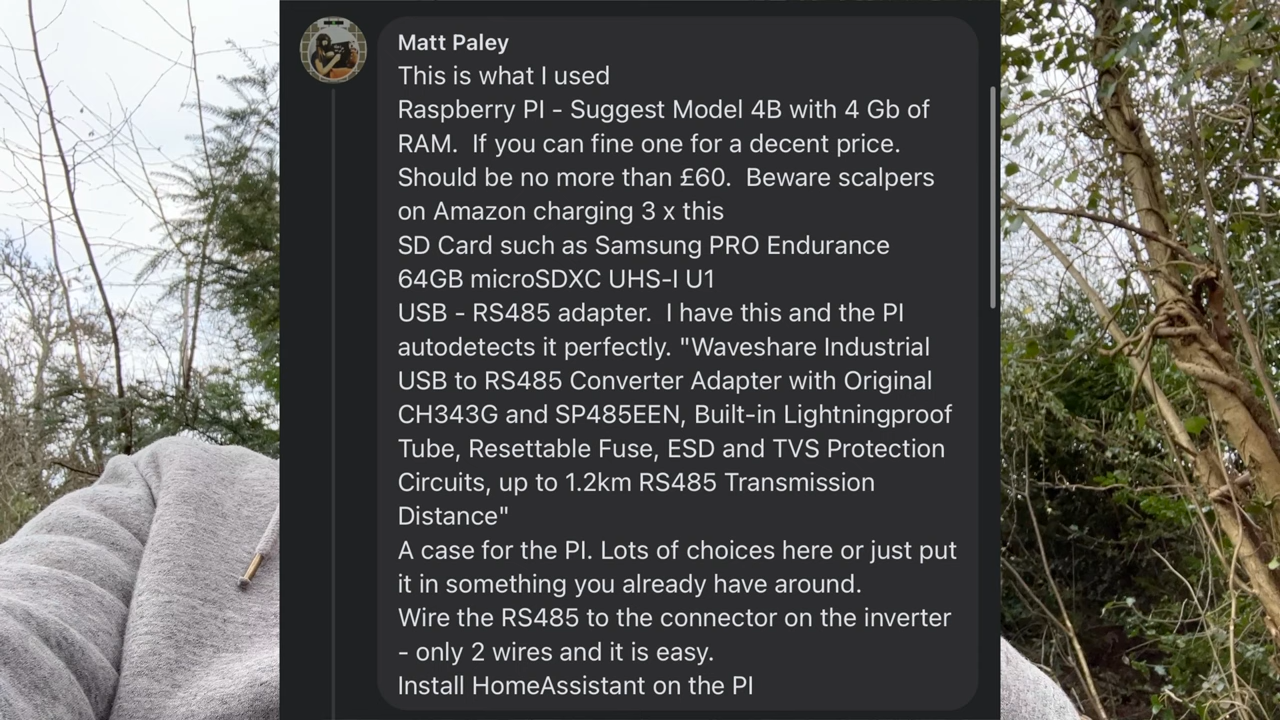 Matt Paley
This is what I used
Raspberry PI - Suggest Model 4B with 4 Gb of
RAM.  If you can fine one for a decent price.
Should be no more than £60.  Beware scalpers
on Amazon charging 3 x this
SD Card such as Samsung PRO Endurance
64GB microSDXC UHS-I U1
USB - RS485 adapter.  I have this and the PI
autodetects it perfectly. "Waveshare Industrial
USB to RS485 Converter Adapter with Original
CH343G and SP485EEN, Built-in Lightningproof
Tube, Resettable Fuse, ESD and TVS Protection
Circuits, up to 1.2km RS485 Transmission
Distance"
A case for the PI. Lots of choices here or just put
it in something you already have around.
Wire the RS485 to the connector on the inverter
- only 2 wires and it is easy.
Install HomeAssistant on the PI